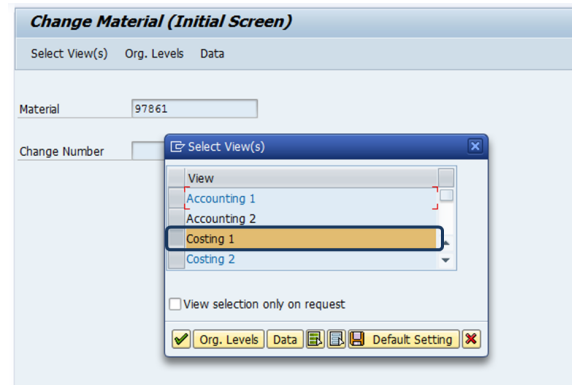 Change Material (Initial Screen)
Select View(s) Org. Levels Data
Material 97861
Change Number
Select View(s)
View
Accounting 1
Accounting 2
Costing 1
Costing 2
View selection only on request
Org. Levels Data Default Setting